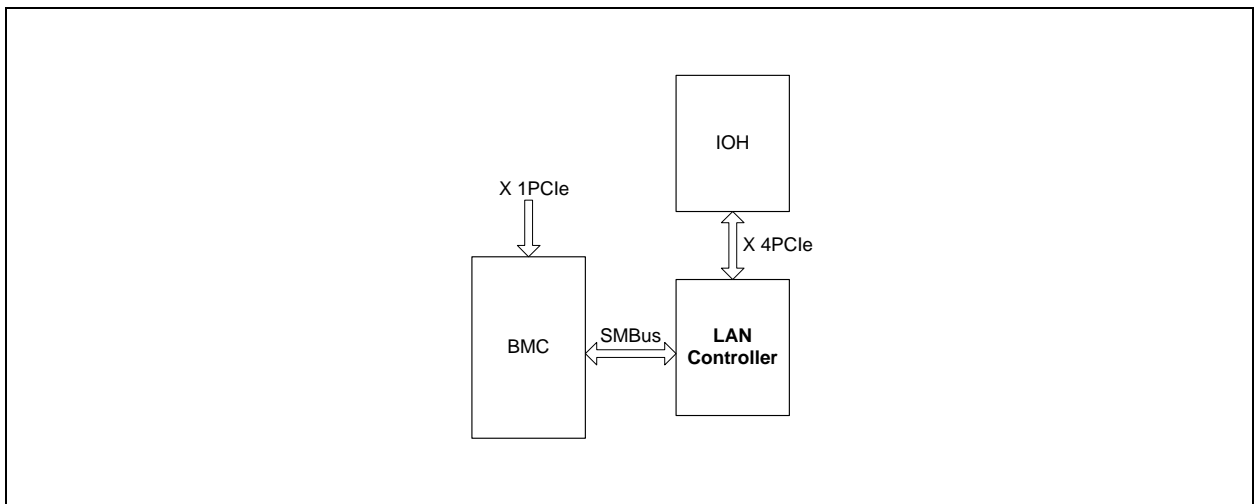 IOH
X 1PCIe
X 4PCIe
BMC
SMBus
LAN
Controller